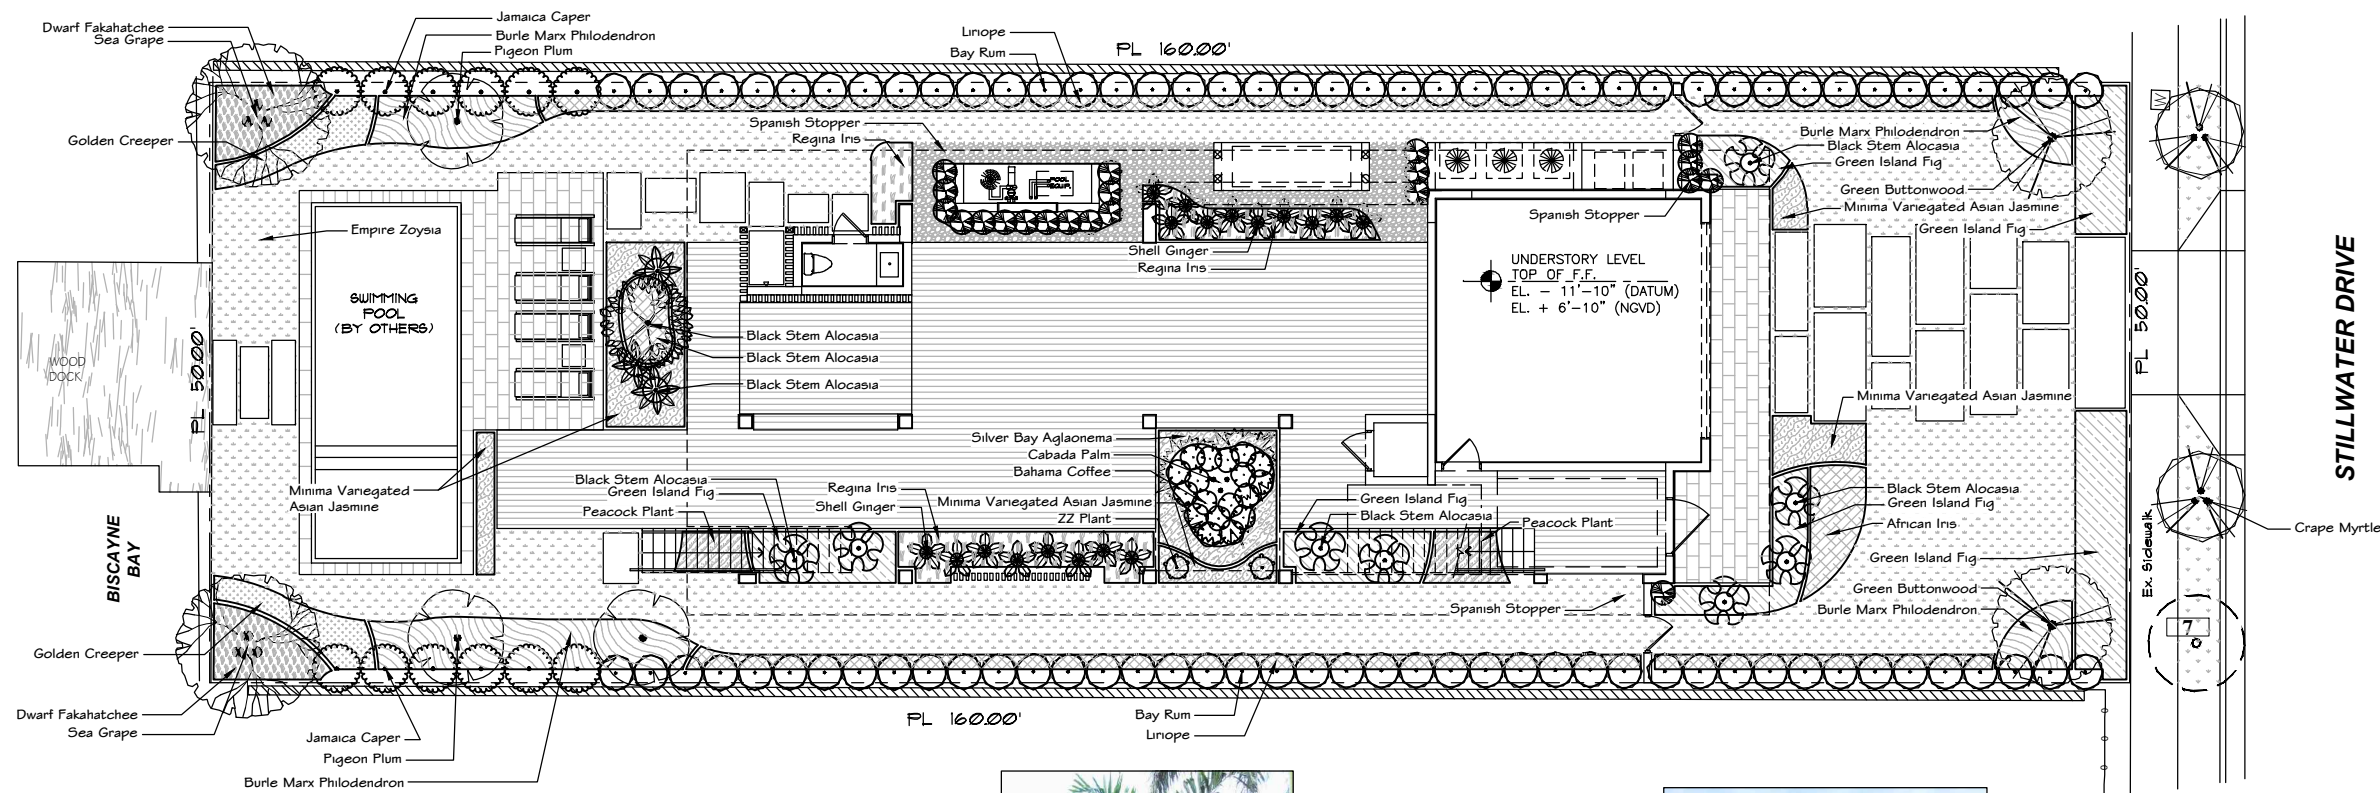 Dwarf Fakahatchee
Sea Grape
Jamaica Caper
Burle Marx Philodendron
Pigeon Plum
Liriope
Bay Rum
PL 160.00'
Golden Creeper
Spanish Stopper
Regina Iris
Burle Marx Philodendron
Black Stem Alocasia
Green Island Fig
Green Buttonwood
Minima Variegated Asian Jasmine
Green Island Fig
POOL
EQUIP.
Spanish Stopper
Empire Zoysia
Shell Ginger
Regina Iris
UNDERSTORY LEVEL
TOP OF F.F.
EL. - 11'-10" (DATUM)
EL. + 6'-10" (NGVD)
SWIMMING
POOL
(BY OTHERS)
WOOD
DOCK
PL 50.00'
PL 50.00'
STILLWATER DRIVE
Black Stem Alocasia
Black Stem Alocasia
Black Stem Alocasia
Minima Variegated Asian Jasmine
Silver Bay Aglaonema
Cabada Palm
Bahama Coffee
Minima Variegated Asian Jasmine
ZZ Plant
Minima Variegated
Asian Jasmine
Black Stem Alocasia
Green Island Fig
Peacock Plant
Regina Iris
Shell Ginger
Green Island Fig
Black Stem Alocasia
Peacock Plant
Black Stem Alocasia
Green Island Fig
African Iris
Green Island Fig
Crape Myrtle
BISCAYNE
BAY
Ex. Sidewalk
Green Buttonwood
Burle Marx Philodendron
Spanish Stopper
7
Golden Creeper
Dwarf Fakahatchee
Sea Grape
Jamaica Caper
Pigeon Plum
Burle Marx Philodendron
PL 160.00'
Bay Rum
Liriope